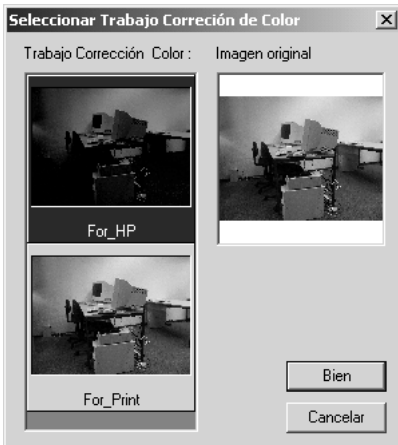 Seleccionar Trabajo Correción de Color
Trabajo Corrección Color :
Imagen original
For_HP
For_Print
Bien
Cancelar